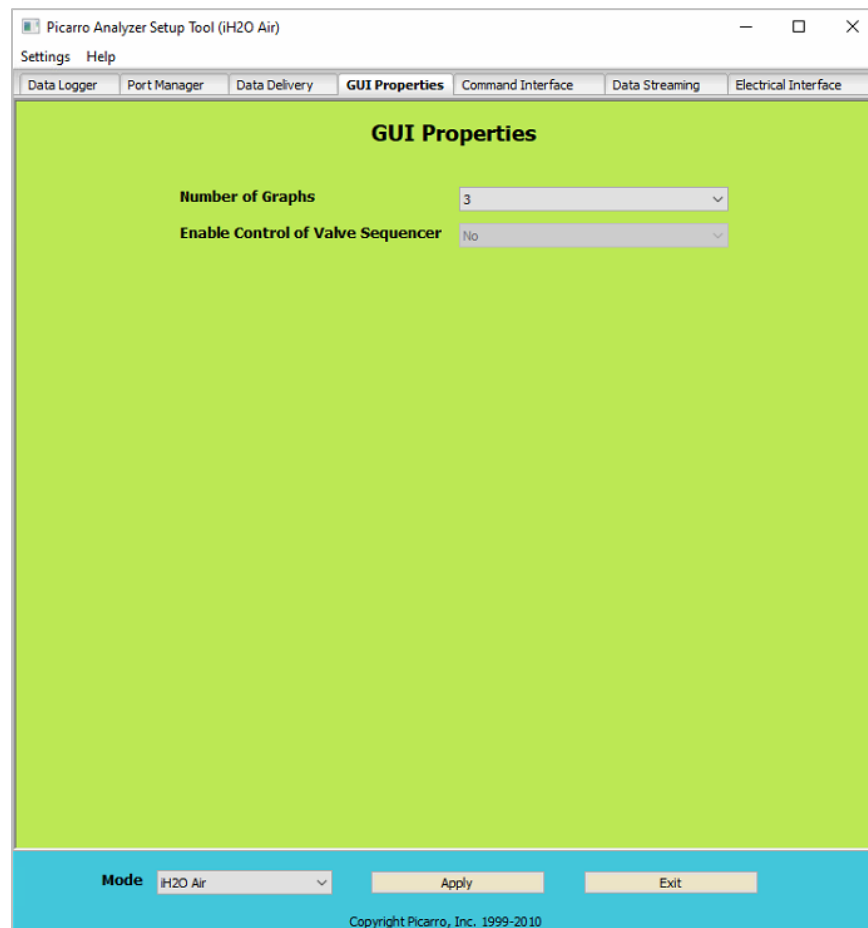 Picarro Analyzer Setup Tool (iH2O Air)
Settings Help
Data Logger Port Manager Data Delivery GUI Properties Command Interface Data Streaming Electrical Interface
GUI Properties
Number of Graphs 3
Enable Control of Valve Sequencer No
Mode iH2O Air Apply Exit
Copyright Picarro, Inc. 1999-2010